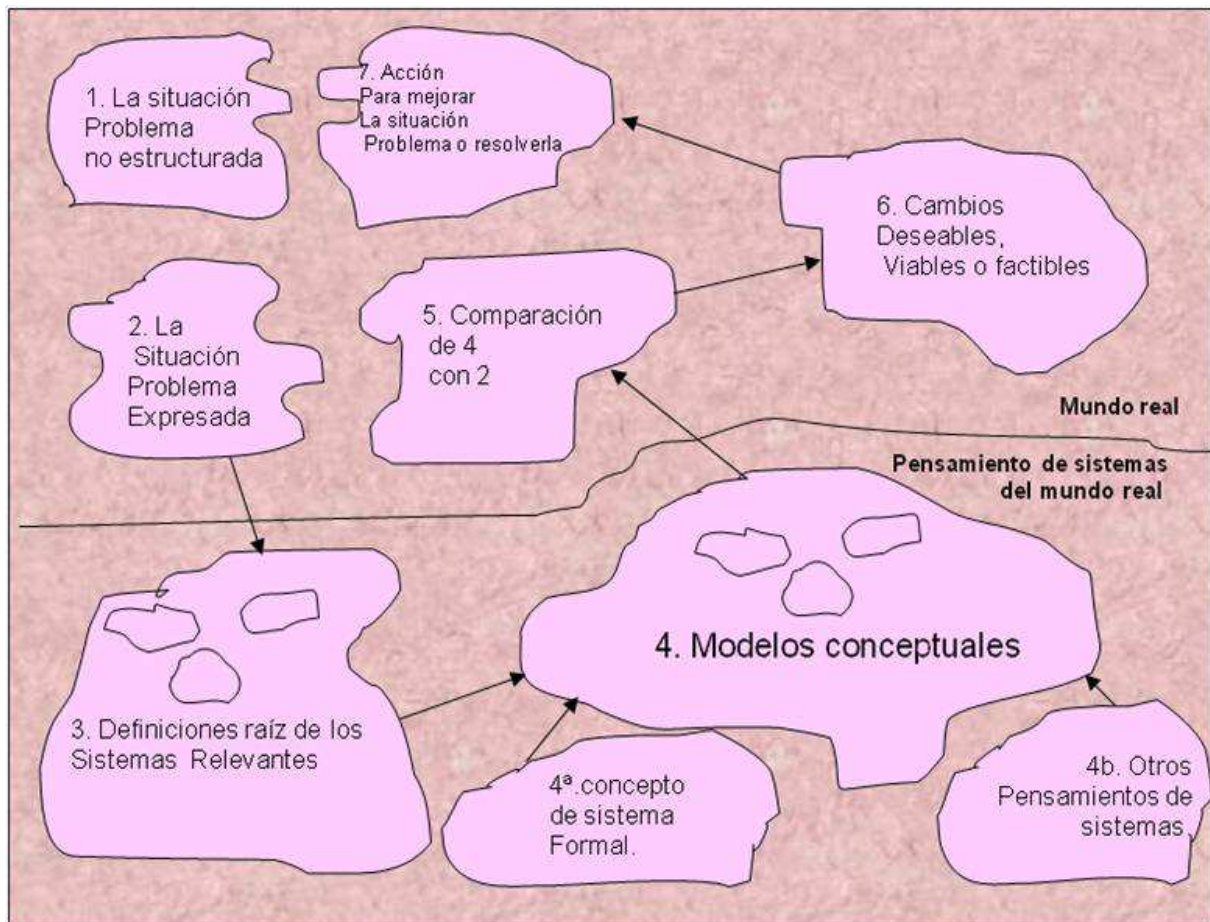 1. La situación
Problema
no estructurada
7. Acción
Para mejorar
La situación
Problema o resolverla
6. Cambios
Deseables,
Viables o factibles
2. La
Situación
Problema
Expresada
5. Comparación
de 4
con 2
Mundo real
Pensamiento de sistemas
del mundo real
4. Modelos conceptuales
3. Definiciones raíz de los
Sistemas Relevantes
4ª.concepto
de sistema
Formal.
4b. Otros
Pensamientos de
sistemas